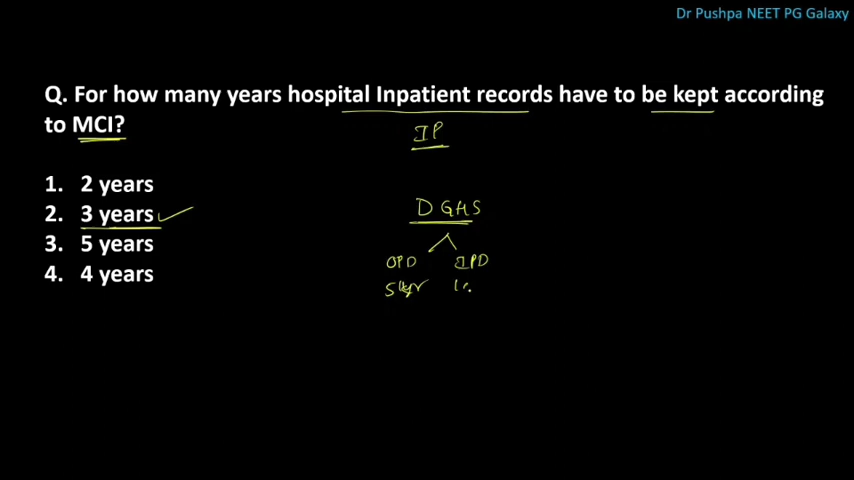 Dr Pushpa NEET PG Galaxy
Q. For how many years hospital Inpatient records have to be kept according
to MCI?
IP
1. 2 years
2. 3 years
3. 5 years
4. 4 years
DGHS
OPD IPD
5